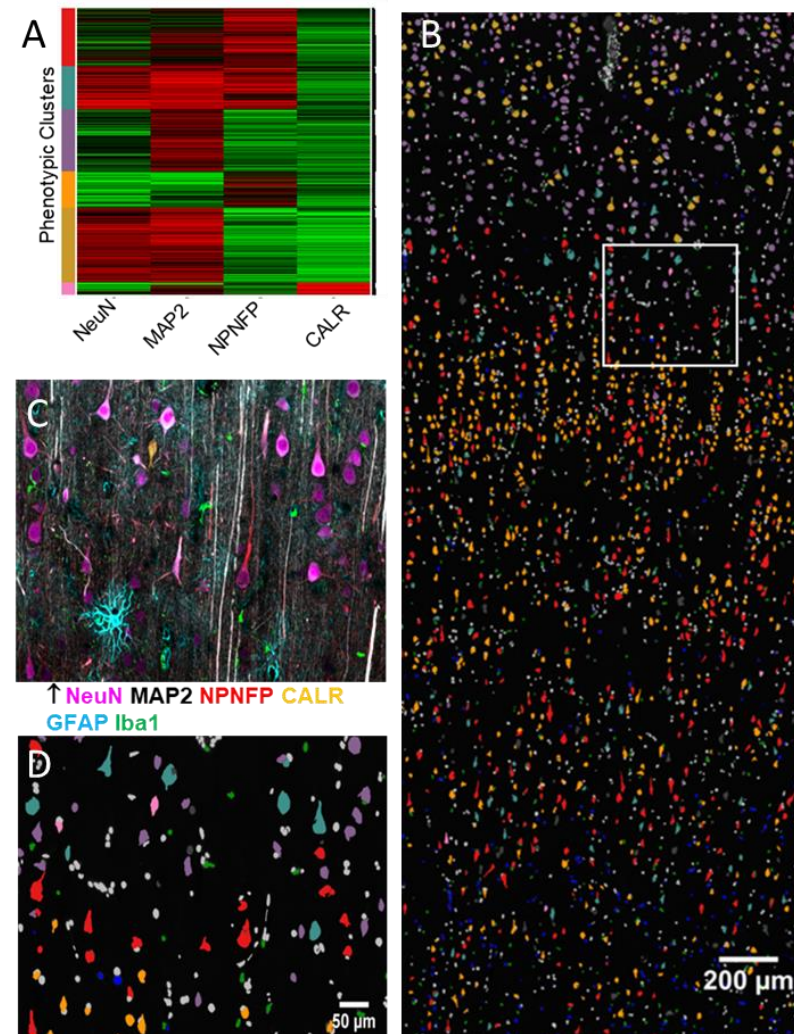 A
Phenotypic Clusters
NeuN
MAP2
NPNFP
CALR
B
200 µm
C
↑ NeuN MAP2 NPNFP CALR
GFAP Iba1
D
50 µm